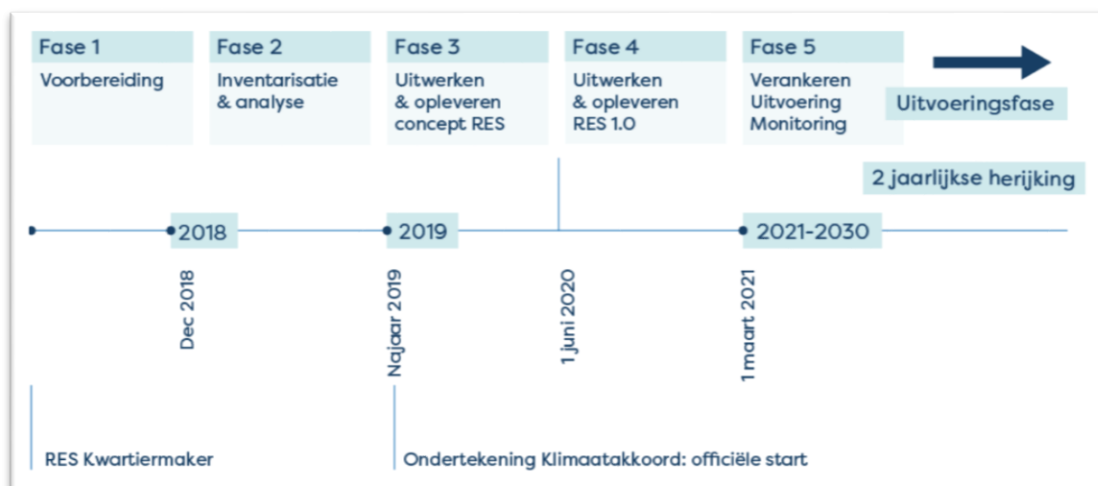 Fase 1
Voorbereiding
Fase 2
Inventarisatie
& analyse
Fase 3
Uitwerken
& opleveren
concept RES
Fase 4
Uitwerken
& opleveren
RES 1.0
Fase 5
Verankeren
Uitvoering
Monitoring
Uitvoeringsfase
2 jaarlijkse herijking
2018
2019
2021-2030
Dec 2018
Najaar 2019
1 juni 2020
1 maart 2021
RES Kwartiermaker
Ondertekening Klimaatakkoord: officiële start